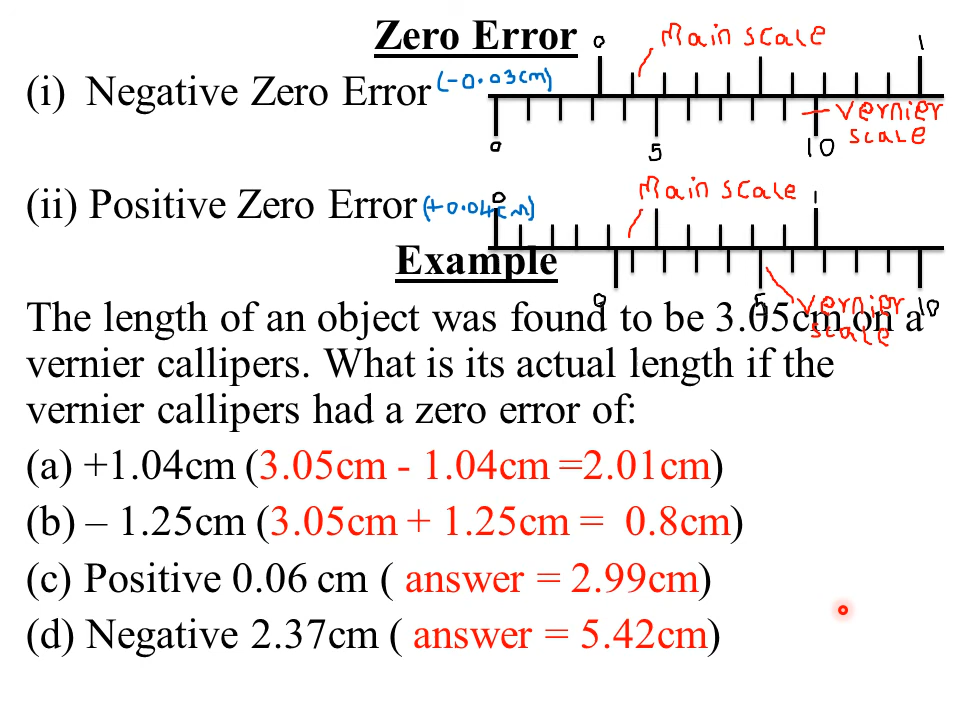 Zero Error
0 Main scale 1
(i) Negative Zero Error (-0.03cm)
vernier scale
0 5 10
(ii) Positive Zero Error (+0.04cm)
0 Main scale 1
Example
0 5 vernier scale 10
The length of an object was found to be 3.05cm on a
vernier callipers. What is its actual length if the
vernier callipers had a zero error of:
(a) +1.04cm (3.05cm - 1.04cm =2.01cm)
(b) – 1.25cm (3.05cm + 1.25cm = 0.8cm)
(c) Positive 0.06 cm ( answer = 2.99cm)
(d) Negative 2.37cm ( answer = 5.42cm)